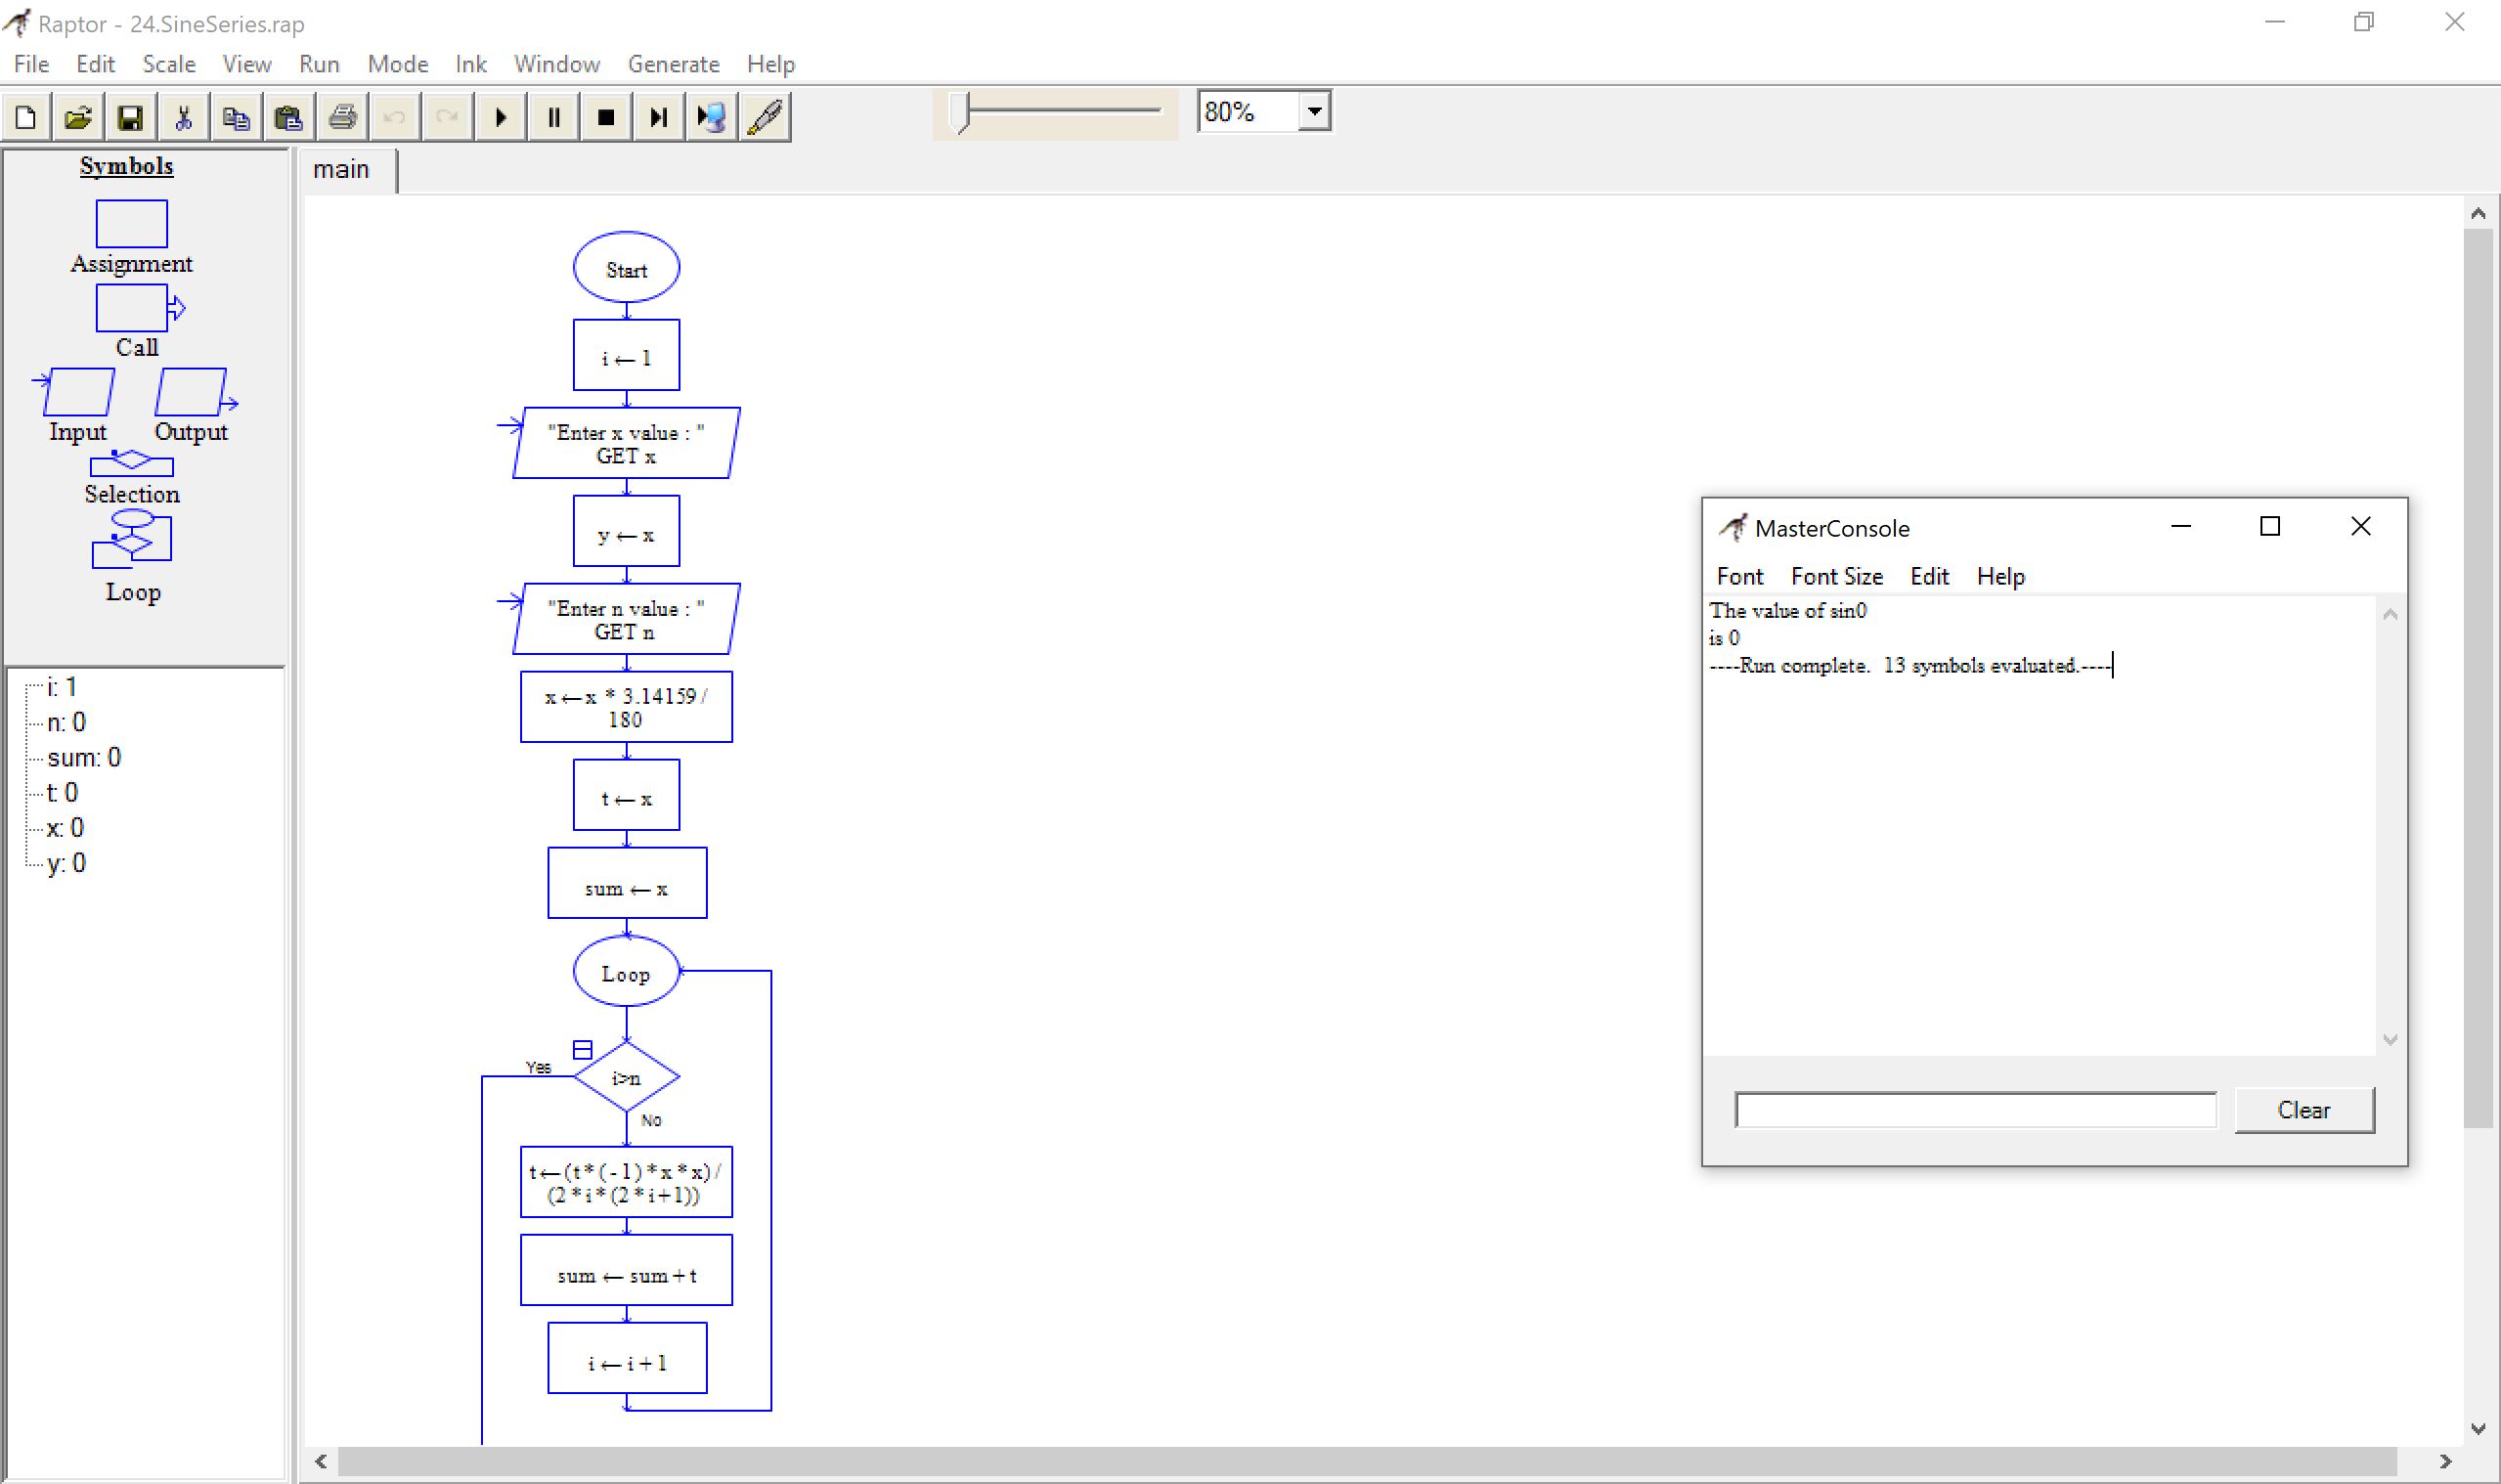 Raptor - 24.SineSeries.rap
File Edit Scale View Run Mode Ink Window Generate Help
80%
Symbols
Assignment
Call
Input Output
Selection
Loop
i: 1
n: 0
sum: 0
t: 0
x: 0
y: 0
main
Start
i ← 1
"Enter x value : "
GET x
y ← x
"Enter n value : "
GET n
x ← x * 3.14159 /
180
t ← x
sum ← x
Loop
Yes
i>n
No
t←(t*(-1)*x*x)/
(2*i*(2*i+1))
sum ← sum+t
i ← i+1
MasterConsole
Font Font Size Edit Help
The value of sin0
is 0
----Run complete.  13 symbols evaluated.----
Clear